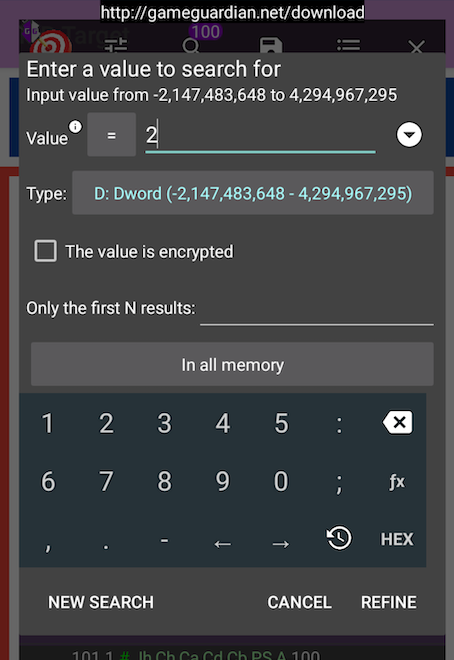 http://gameguardian.net/download
100
Enter a value to search for
Input value from -2,147,483,648 to 4,294,967,295
Value = 2
Type: D: Dword (-2,147,483,648 - 4,294,967,295)
The value is encrypted
Only the first N results:
In all memory
1 2 3 4 5 :
6 7 8 9 0 ; ƒx
, . - ← → HEX
NEW SEARCH CANCEL REFINE
101 1 # Jh Ch Ca Cd Cb PS A 100